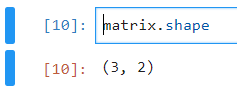 [10]: matrix.shape
[10]: (3, 2)